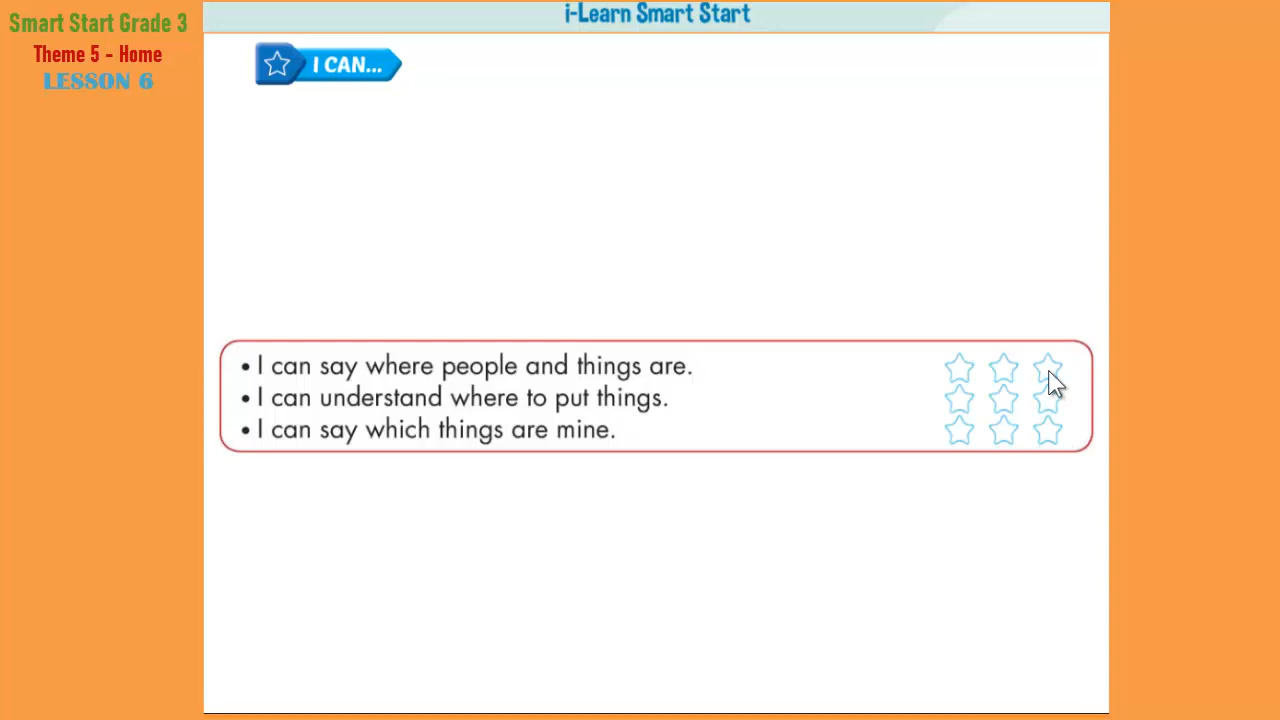 Smart Start Grade 3
Theme 5 - Home
LESSON 6
i-Learn Smart Start
I CAN...
• I can say where people and things are.
• I can understand where to put things.
• I can say which things are mine.